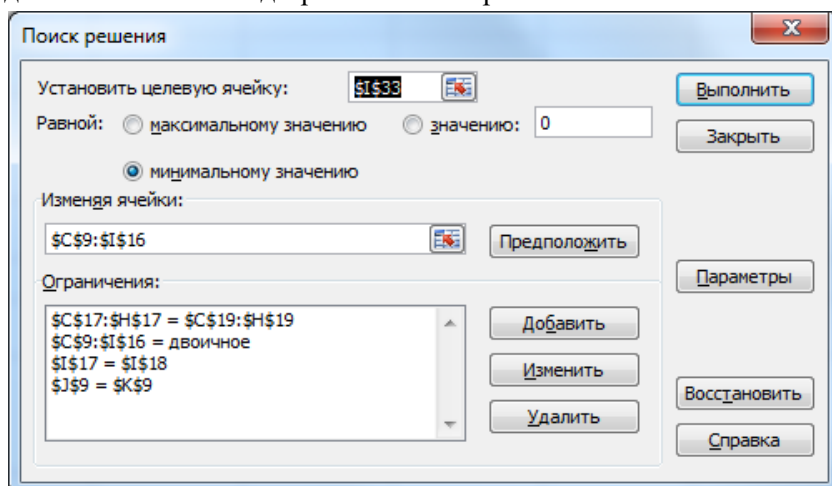 Поиск решения
Установить целевую ячейку: $I$33
Выполнить
Равной: максимальному значению значению: 0
Закрыть
минимальному значению
Изменяя ячейки:
$C$9:$I$16
Предположить
Ограничения:
Параметры
$C$17:$H$17 = $C$19:$H$19
Добавить
$C$9:$I$16 = двоичное
$I$17 = $I$18
Изменить
$J$9 = $K$9
Восстановить
Удалить
Справка